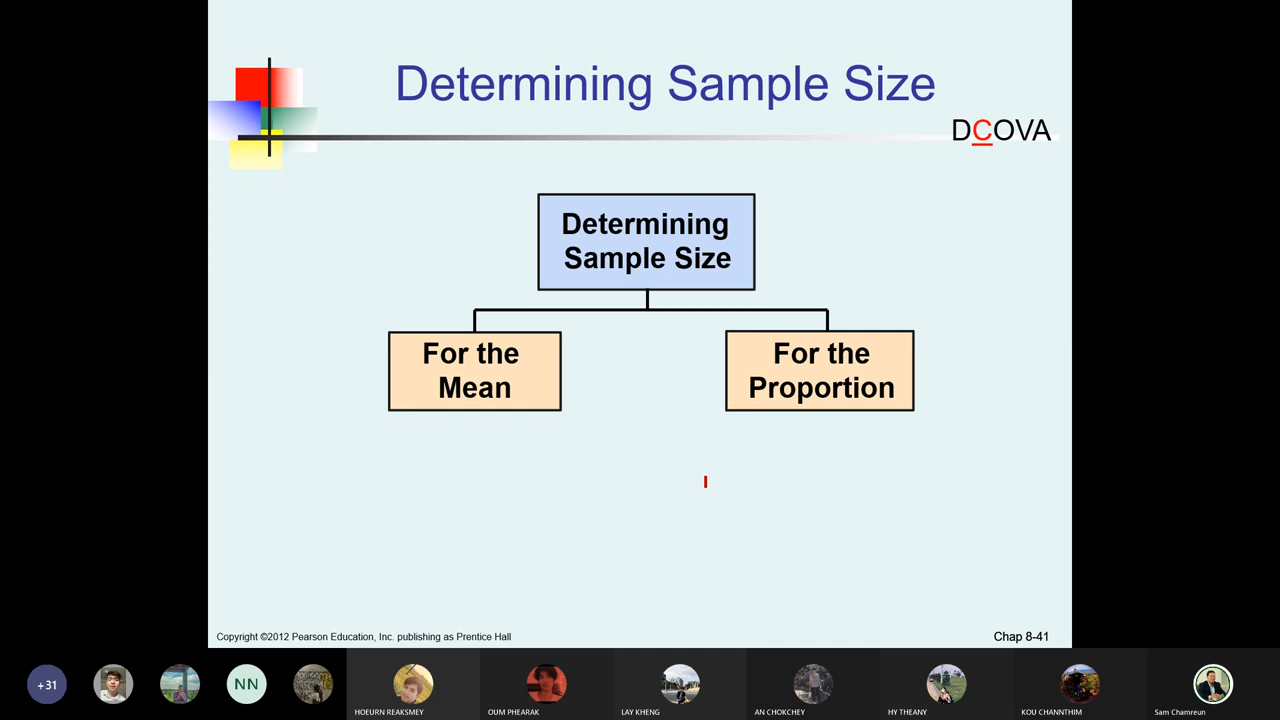 Determining Sample Size
DCOVA
Determining
Sample Size
For the
Mean
For the
Proportion
Copyright ©2012 Pearson Education, Inc. publishing as Prentice Hall
Chap 8-41
+31
NN
HOEURN REAKSMEY
OUM PHEARAK
LAY KHENG
AN CHOKCHEY
HY THEANY
KOU CHANNTHIM
Sam Chamreun